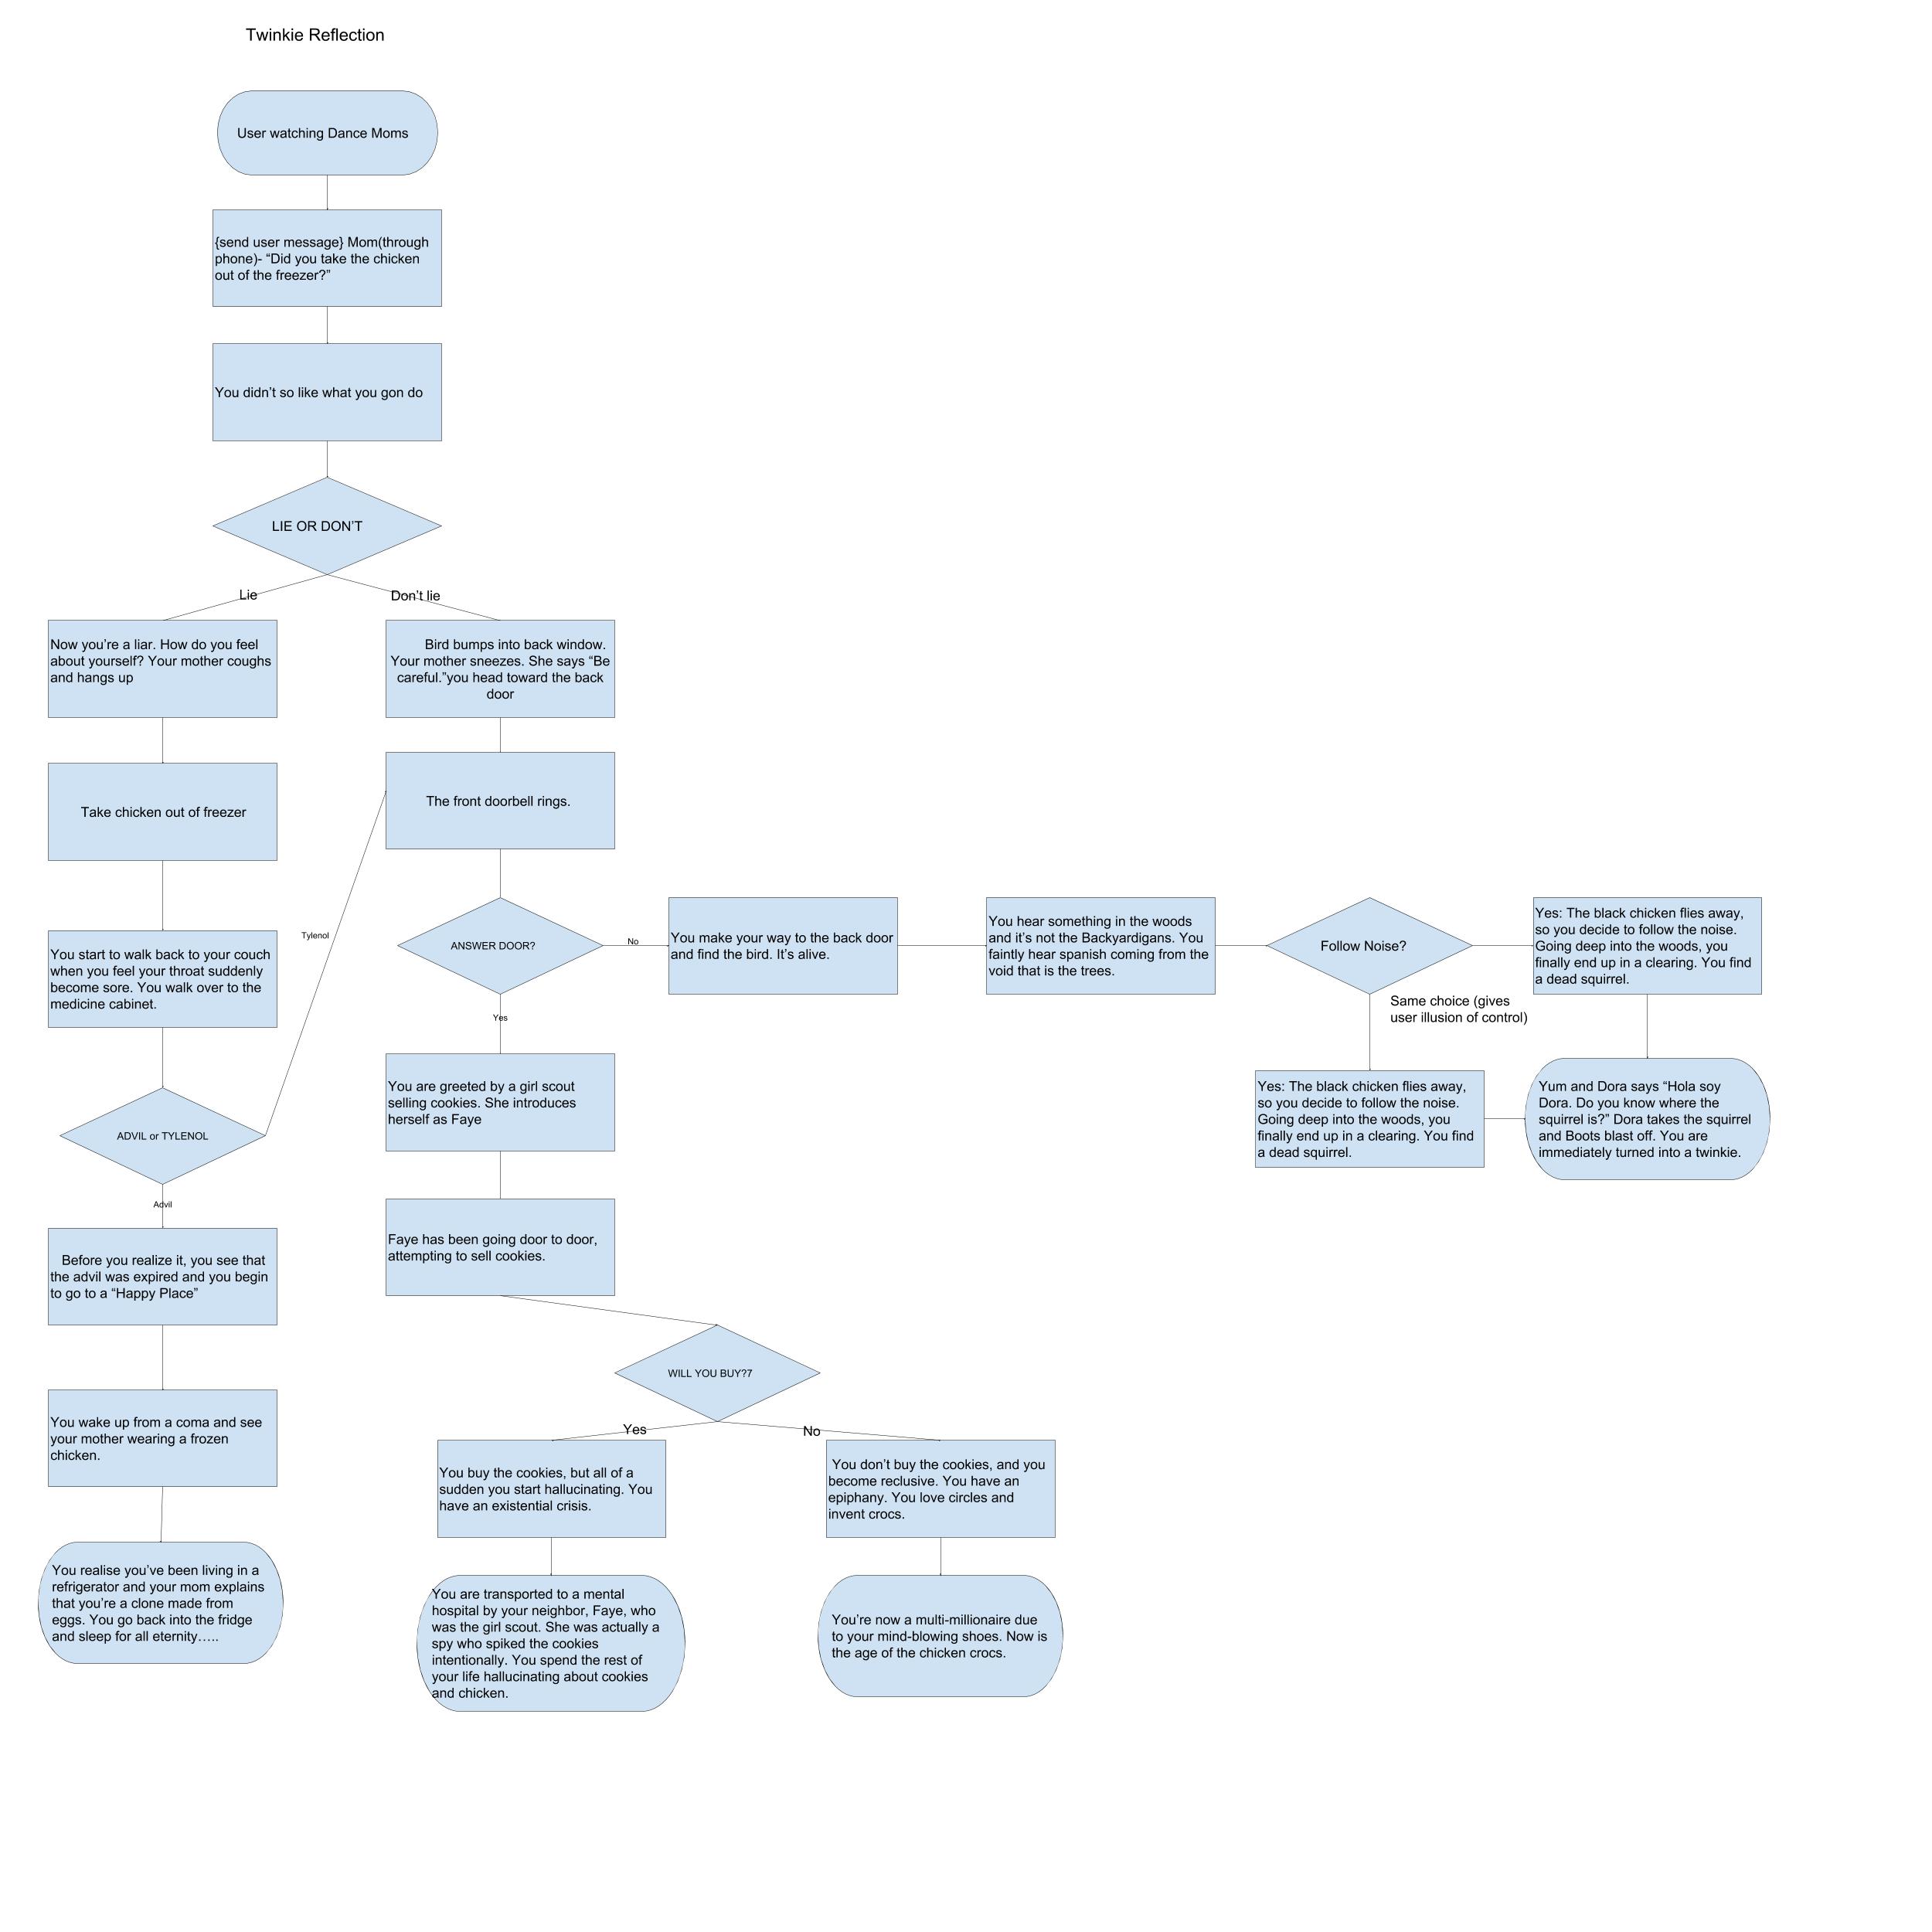 Twinkie Reflection
User watching Dance Moms
{send user message} Mom(through
phone)- “Did you take the chicken
out of the freezer?”
You didn’t so like what you gon do
LIE OR DON’T
Lie
Don’t lie
Now you’re a liar. How do you feel
about yourself? Your mother coughs
and hangs up
Bird bumps into back window.
Your mother sneezes. She says “Be
careful.”you head toward the back
door
Take chicken out of freezer
The front doorbell rings.
You start to walk back to your couch
when you feel your throat suddenly
become sore. You walk over to the
medicine cabinet.
Tylenol
ANSWER DOOR?
No
You make your way to the back door
and find the bird. It’s alive.
You hear something in the woods
and it’s not the Backyardigans. You
faintly hear spanish coming from the
void that is the trees.
Follow Noise?
Yes: The black chicken flies away,
so you decide to follow the noise.
Going deep into the woods, you
finally end up in a clearing. You find
a dead squirrel.
Same choice (gives
user illusion of control)
Yes
ADVIL or TYLENOL
You are greeted by a girl scout
selling cookies. She introduces
herself as Faye
Yes: The black chicken flies away,
so you decide to follow the noise.
Going deep into the woods, you
finally end up in a clearing. You find
a dead squirrel.
Yum and Dora says “Hola soy
Dora. Do you know where the
squirrel is?” Dora takes the squirrel
and Boots blast off. You are
immediately turned into a twinkie.
Advil
Before you realize it, you see that
the advil was expired and you begin
to go to a “Happy Place”
Faye has been going door to door,
attempting to sell cookies.
WILL YOU BUY?7
Yes
No
You wake up from a coma and see
your mother wearing a frozen
chicken.
You buy the cookies, but all of a
sudden you start hallucinating. You
have an existential crisis.
You don’t buy the cookies, and you
become reclusive. You have an
epiphany. You love circles and
invent crocs.
You realise you’ve been living in a
refrigerator and your mom explains
that you’re a clone made from
eggs. You go back into the fridge
and sleep for all eternity…..
You are transported to a mental
hospital by your neighbor, Faye, who
was the girl scout. She was actually a
spy who spiked the cookies
intentionally. You spend the rest of
your life hallucinating about cookies
and chicken.
You’re now a multi-millionaire due
to your mind-blowing shoes. Now is
the age of the chicken crocs.